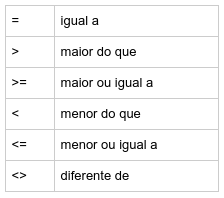 = igual a
> maior do que
>= maior ou igual a
< menor do que
<= menor ou igual a
<> diferente de